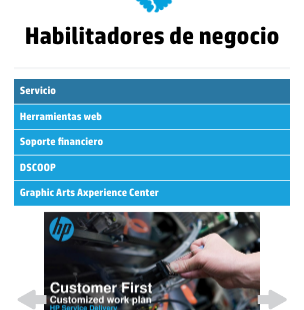 Habilitadores de negocio
Servicio
Herramientas web
Soporte financiero
DSCOOP
Graphic Arts Axperience Center
hp
Customer First
Customized work plan
HP Service Delivery